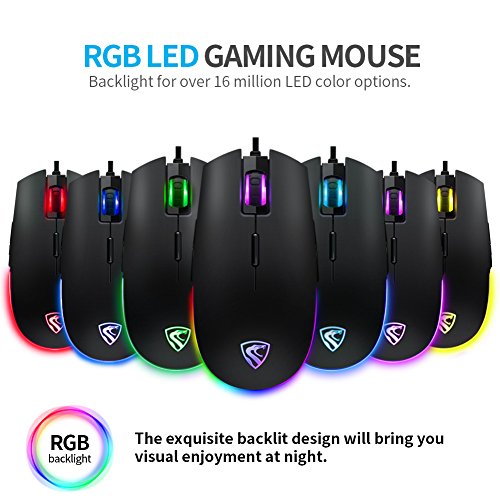 RGB LED GAMING MOUSE
Backlight for over 16 million LED color options.
RGB
backlight
The exquisite backlit design will bring you
visual enjoyment at night.